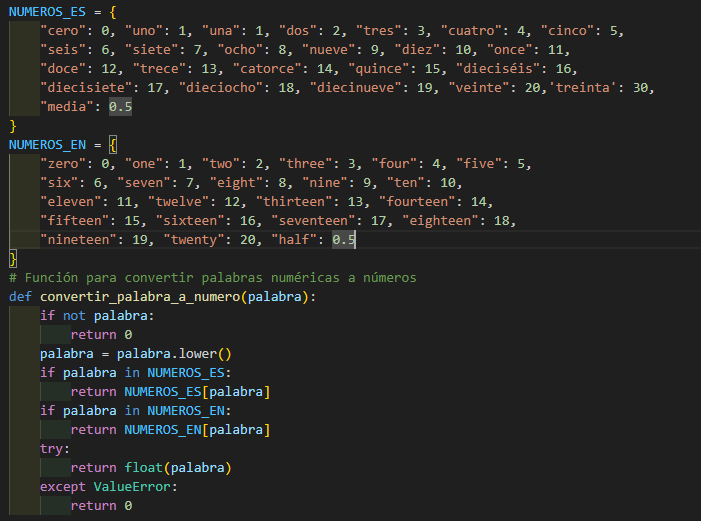 NUMEROS_ES = {
    "cero": 0, "uno": 1, "una": 1, "dos": 2, "tres": 3, "cuatro": 4, "cinco": 5,
    "seis": 6, "siete": 7, "ocho": 8, "nueve": 9, "diez": 10, "once": 11,
    "doce": 12, "trece": 13, "catorce": 14, "quince": 15, "dieciséis": 16,
    "diecisiete": 17, "dieciocho": 18, "diecinueve": 19, "veinte": 20,'treinta': 30,
    "media": 0.5
}
NUMEROS_EN = {
    "zero": 0, "one": 1, "two": 2, "three": 3, "four": 4, "five": 5,
    "six": 6, "seven": 7, "eight": 8, "nine": 9, "ten": 10,
    "eleven": 11, "twelve": 12, "thirteen": 13, "fourteen": 14,
    "fifteen": 15, "sixteen": 16, "seventeen": 17, "eighteen": 18,
    "nineteen": 19, "twenty": 20, "half": 0.5
}
# Función para convertir palabras numéricas a números
def convertir_palabra_a_numero(palabra):
    if not palabra:
        return 0
    palabra = palabra.lower()
    if palabra in NUMEROS_ES:
        return NUMEROS_ES[palabra]
    if palabra in NUMEROS_EN:
        return NUMEROS_EN[palabra]
    try:
        return float(palabra)
    except ValueError:
        return 0